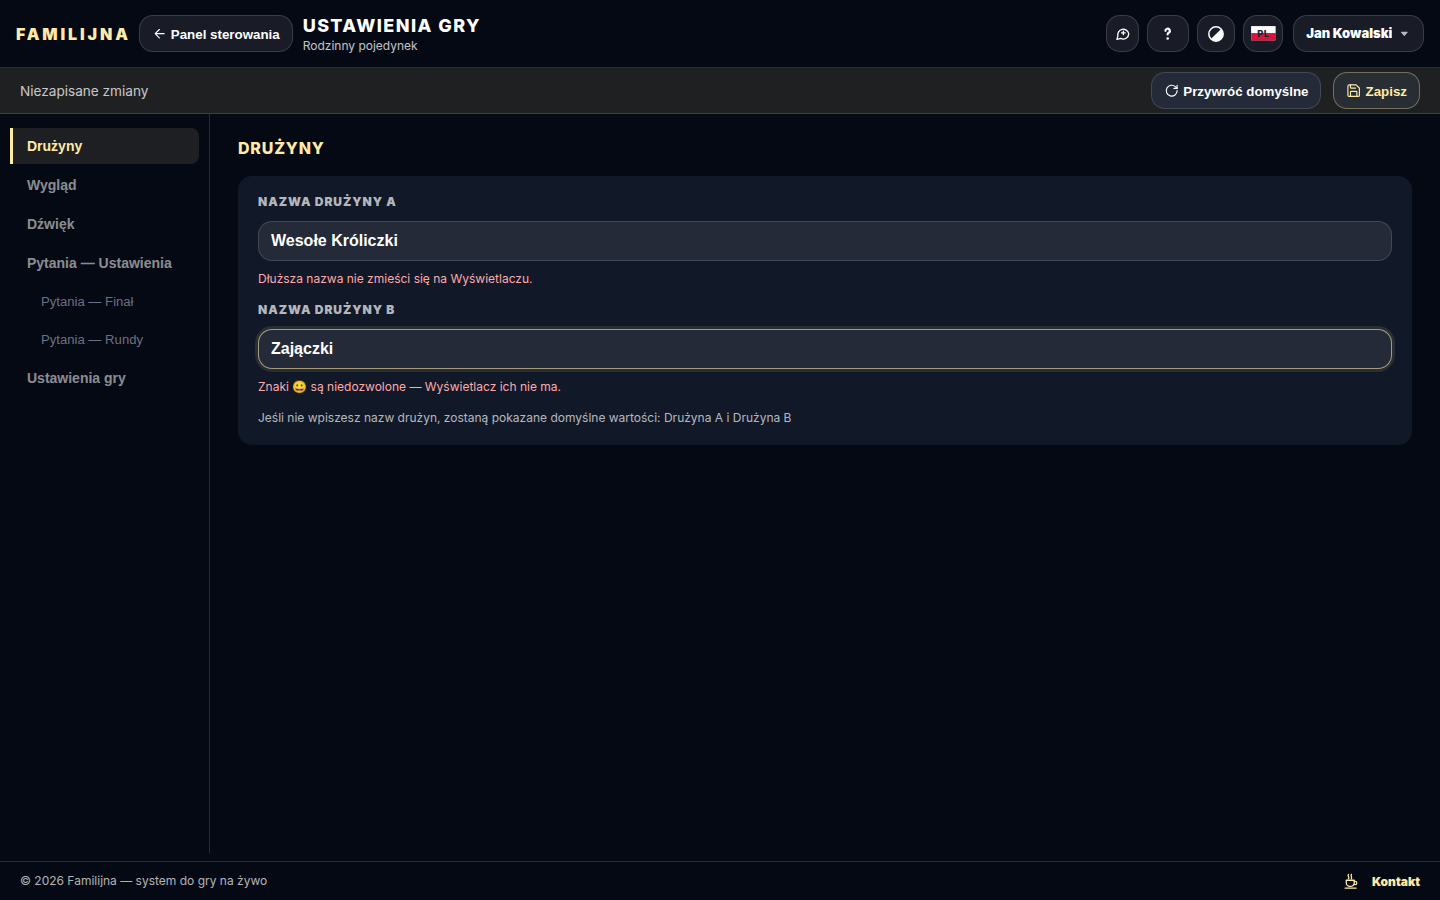 FAMILIJNA
← Panel sterowania
USTAWIENIA GRY
Rodzinny pojedynek
?
PL
Jan Kowalski
Niezapisane zmiany
Przywróć domyślne
Zapisz
Drużyny
Wygląd
Dźwięk
Pytania — Ustawienia
Pytania — Finał
Pytania — Rundy
Ustawienia gry
DRUŻYNY
NAZWA DRUŻYNY A
Wesołe Króliczki
Dłuższa nazwa nie zmieści się na Wyświetlaczu.
NAZWA DRUŻYNY B
Zajączki
Znaki 😀 są niedozwolone — Wyświetlacz ich nie ma.
Jeśli nie wpiszesz nazw drużyn, zostaną pokazane domyślne wartości: Drużyna A i Drużyna B
© 2026 Familijna — system do gry na żywo
Kontakt